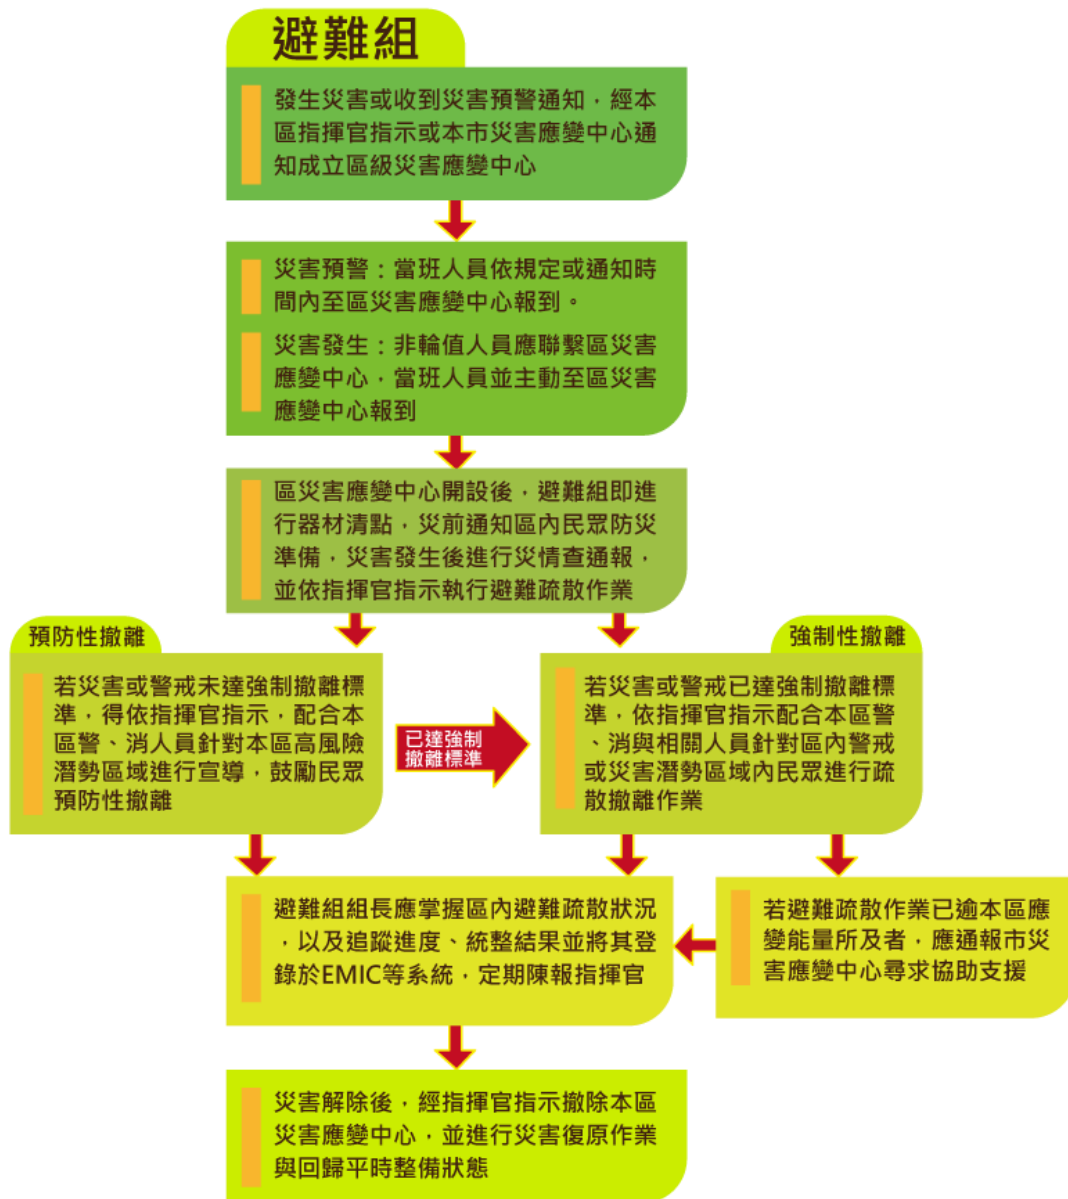 避難組
發生災害或收到災害預警通知，經本
區指揮官指示或本市災害應變中心通
知成立區級災害應變中心
災害預警：當班人員依規定或通知時
間內至區災害應變中心報到。
災害發生：非輪值人員應聯繫區災害
應變中心，當班人員並主動至區災害
應變中心報到
區災害應變中心開設後，避難組即進
行器材清點，災前通知區內民眾防災
準備，災害發生後進行災情查通報，
並依指揮官指示執行避難疏散作業
預防性撤離
若災害或警戒未達強制撤離標
準，得依指揮官指示，配合本
區警、消人員針對本區高風險
潛勢區域進行宣導，鼓勵民眾
預防性撤離
已達強制
撤離標準
強制性撤離
若災害或警戒已達強制撤離標
準，依指揮官指示配合本區警
、消與相關人員針對區內警戒
或災害潛勢區域內民眾進行疏
散撤離作業
避難組組長應掌握區內避難疏散狀況
，以及追蹤進度、統整結果並將其登
錄於EMIC等系統，定期陳報指揮官
若避難疏散作業已逾本區應
變能量所及者，應通報市災
害應變中心尋求協助支援
災害解除後，經指揮官指示撤除本區
災害應變中心，並進行災害復原作業
與回歸平時整備狀態